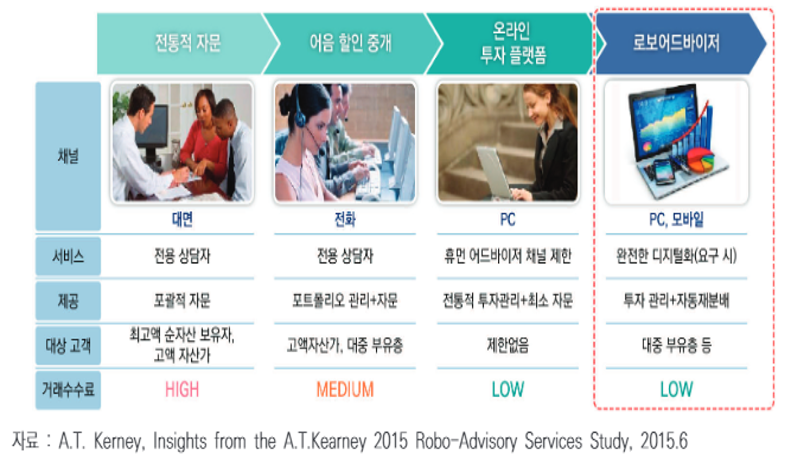 전통적 자문
어음 할인 중개
온라인
투자 플랫폼
로보어드바이저
채널
대면
전화
PC
PC, 모바일
서비스
전용 상담자
전용 상담자
휴먼 어드바이저 채널 제한
완전한 디지털화(요구 시)
제공
포괄적 자문
포트폴리오 관리+자문
전통적 투자관리+최소 자문
투자 관리+자동재분배
대상 고객
최고액 순자산 보유자,
고액 자산가
고액자산가, 대중 부유층
제한없음
대중 부유층 등
거래수수료
HIGH
MEDIUM
LOW
LOW
자료 : A.T. Kerney, Insights from the A.T.Kearney 2015 Robo-Advisory Services Study, 2015.6